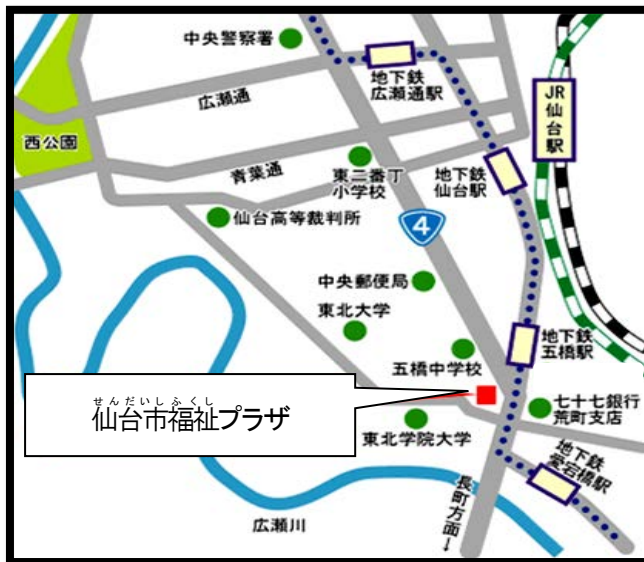 中央警察署
地下鉄
広瀬通駅
JR
仙
台
駅
広瀬通
西公園
青葉通
東二番丁
小学校
地下鉄
仙台駅
仙台高等裁判所
4
中央郵便局
東北大学
地下鉄
五橋駅
五橋中学校
せんだいしふくし
仙台市福祉プラザ
七十七銀行
荒町支店
東北学院大学
地下鉄
愛宕橋駅
長町方面→
広瀬川